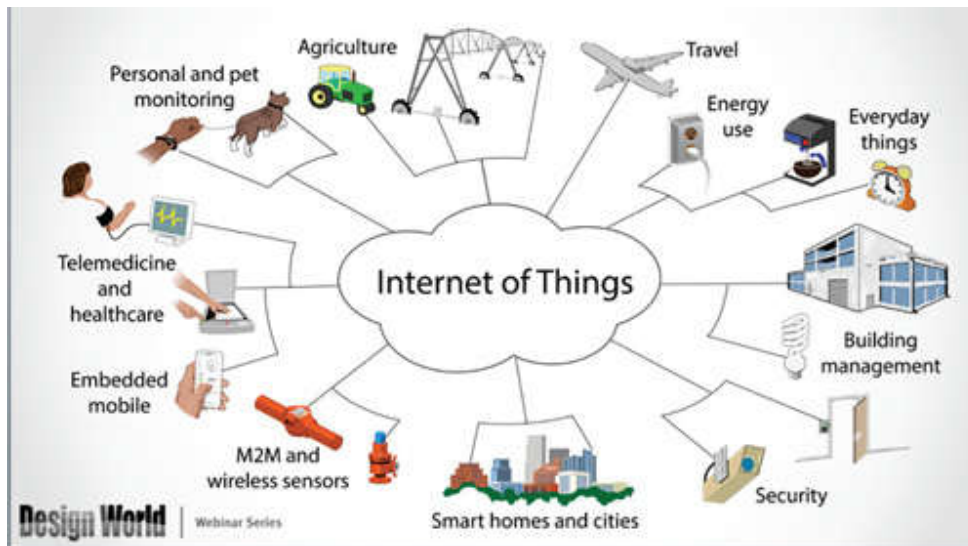 Agriculture
Travel
Personal and pet
monitoring
Energy
use
Everyday
things
Internet of Things
Telemedicine
and
healthcare
Building
management
Embedded
mobile
M2M and
wireless sensors
Smart homes and cities
Security
Design World
Webinar Series